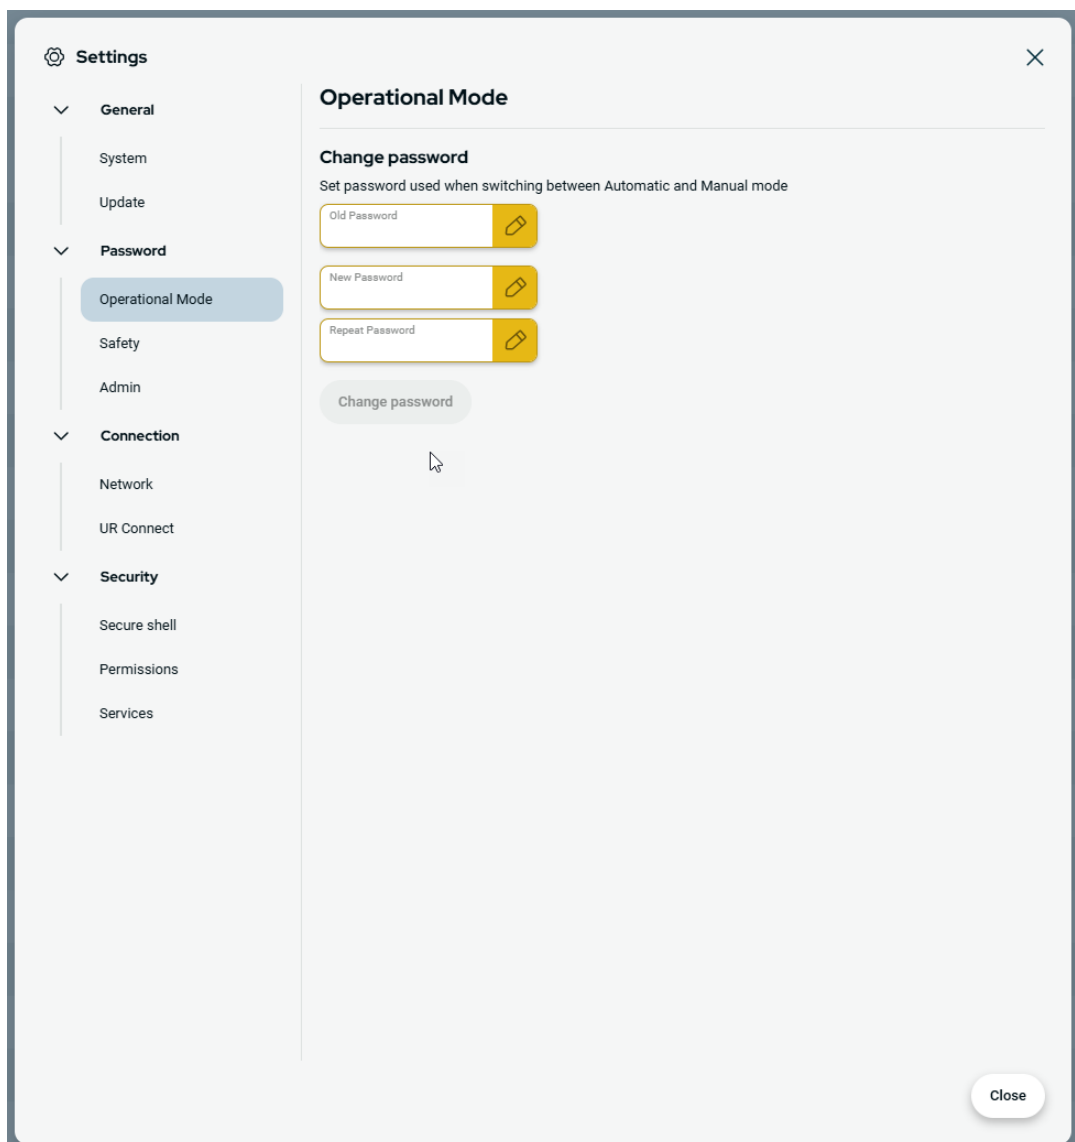 Settings
General
System
Update
Password
Operational Mode
Safety
Admin
Connection
Network
UR Connect
Security
Secure shell
Permissions
Services
Operational Mode
Change password
Set password used when switching between Automatic and Manual mode
Old Password
New Password
Repeat Password
Change password
Close